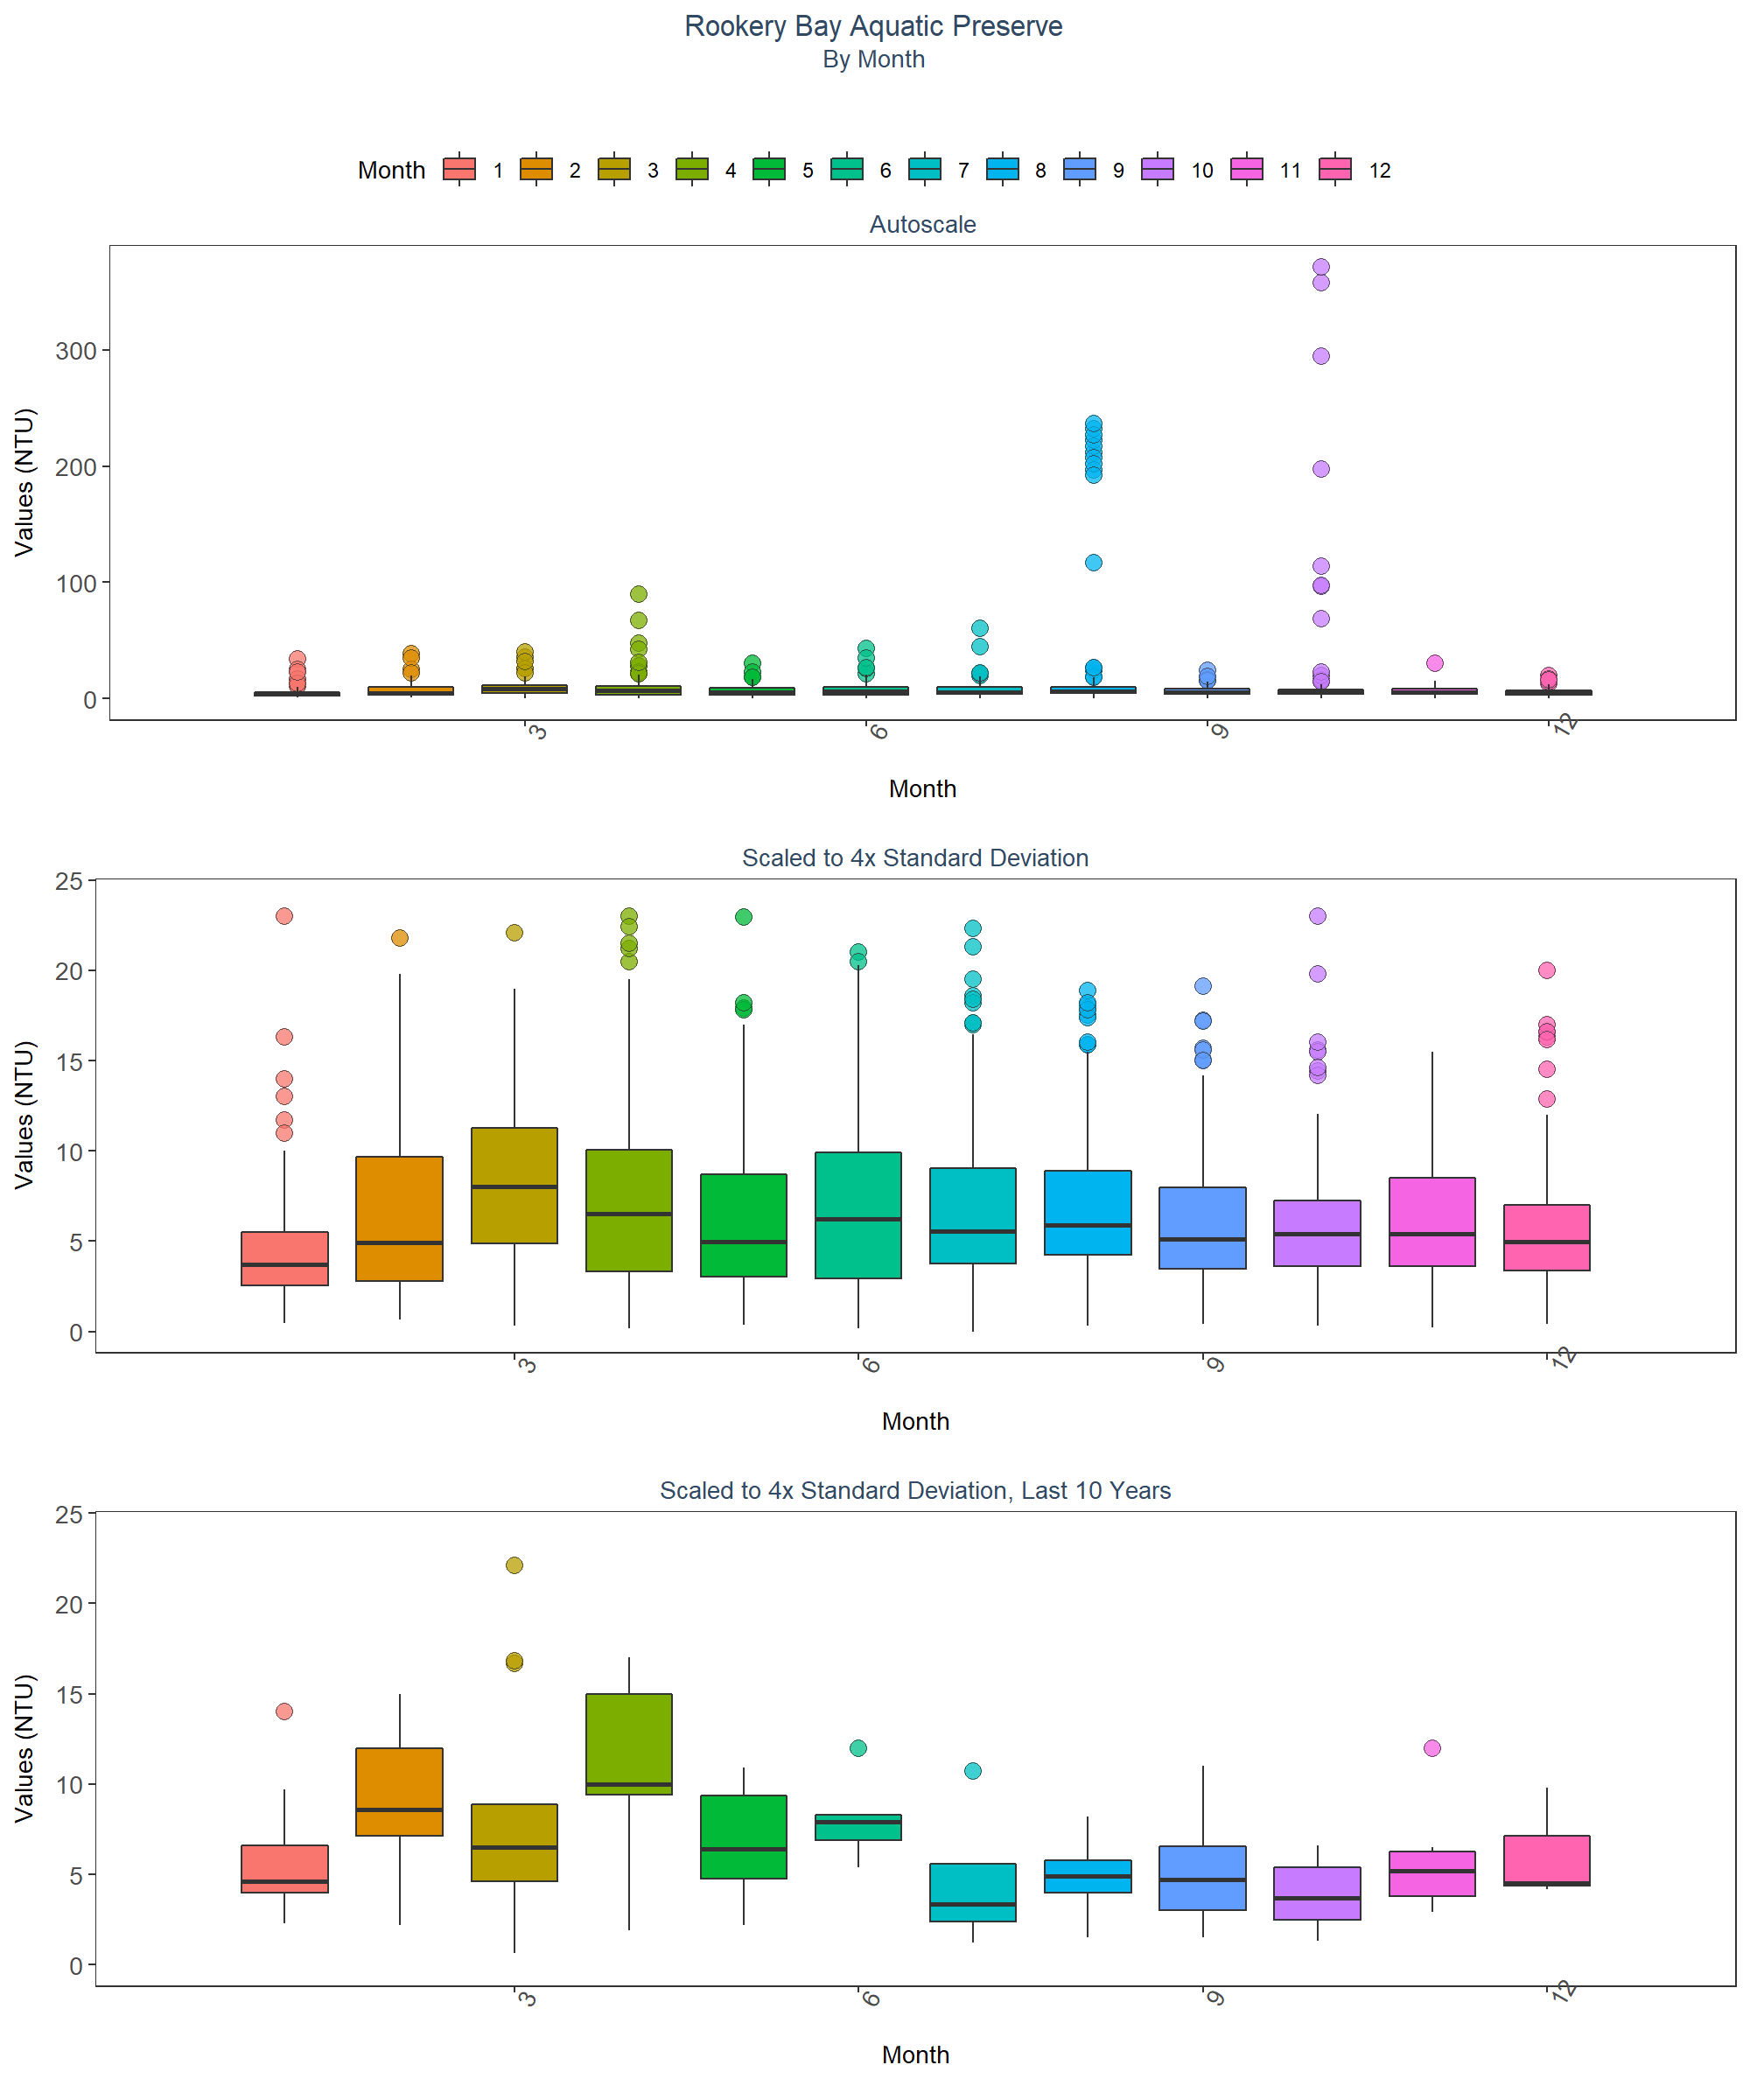 Rookery Bay Aquatic Preserve
By Month
Month 1 2 3 4 5 6 7 8 9 10 11 12
Autoscale
Values (NTU)
300
200
100
0
3 6 9 12
Month
Scaled to 4x Standard Deviation
Values (NTU)
25
20
15
10
5
0
3 6 9 12
Month
Scaled to 4x Standard Deviation, Last 10 Years
Values (NTU)
25
20
15
10
5
0
3 6 9 12
Month